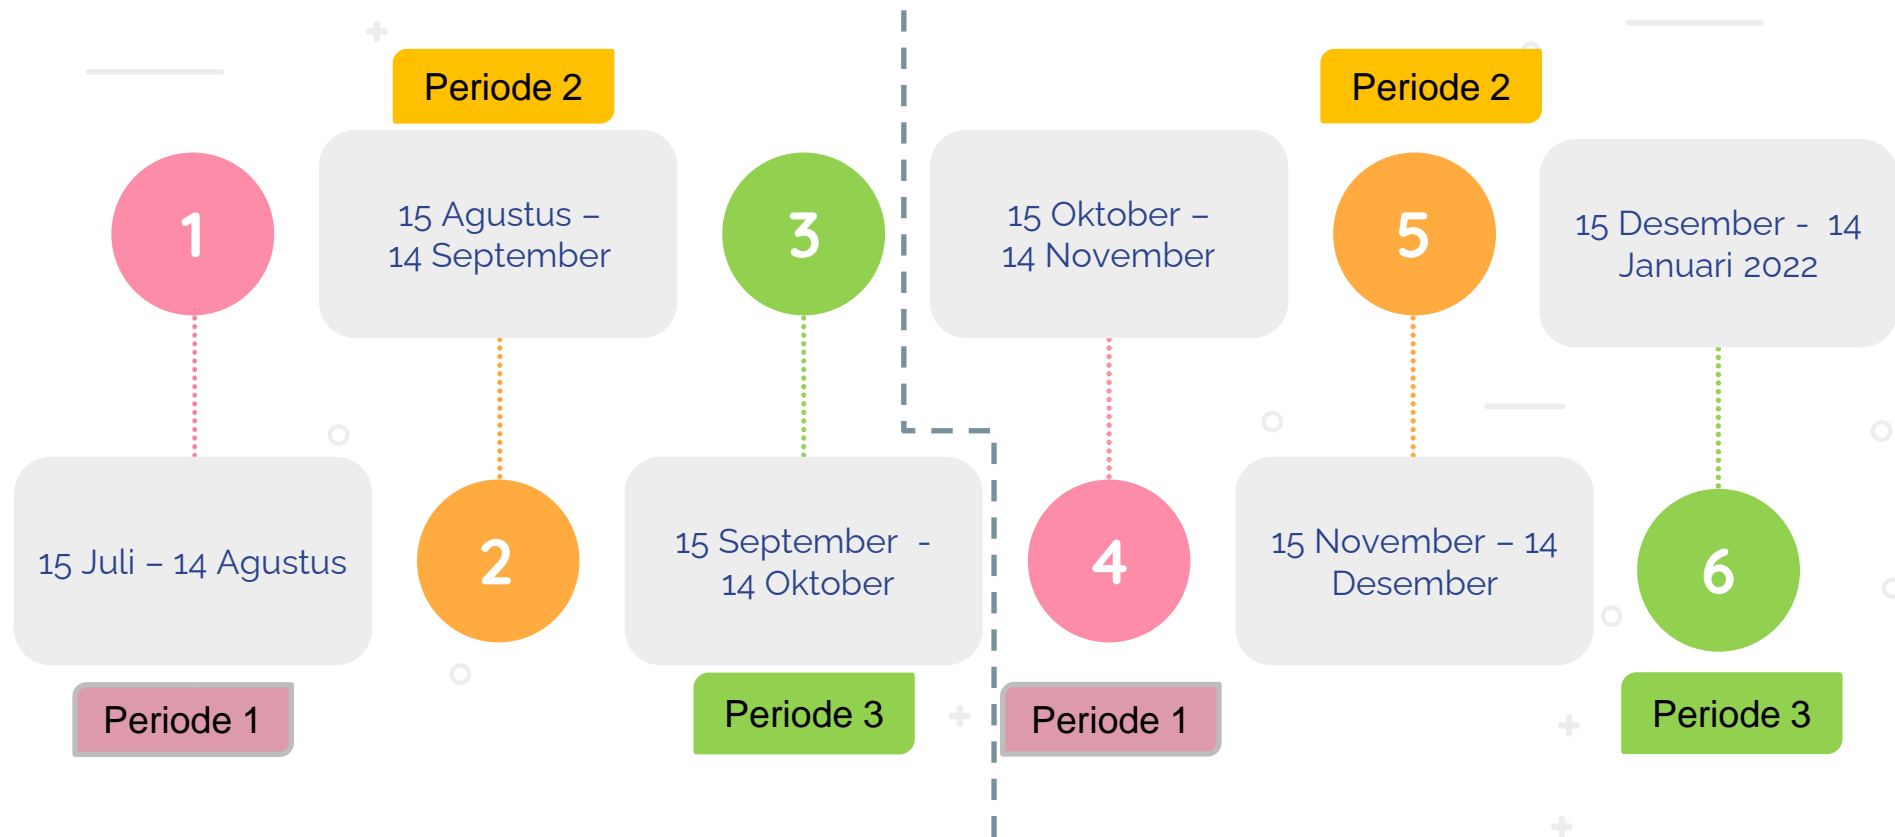 1
15 Juli – 14 Agustus
Periode 1
Periode 2
15 Agustus –
14 September
2
3
15 September -
14 Oktober
Periode 3
15 Oktober –
14 November
4
Periode 1
Periode 2
5
15 November – 14
Desember
15 Desember - 14
Januari 2022
6
Periode 3